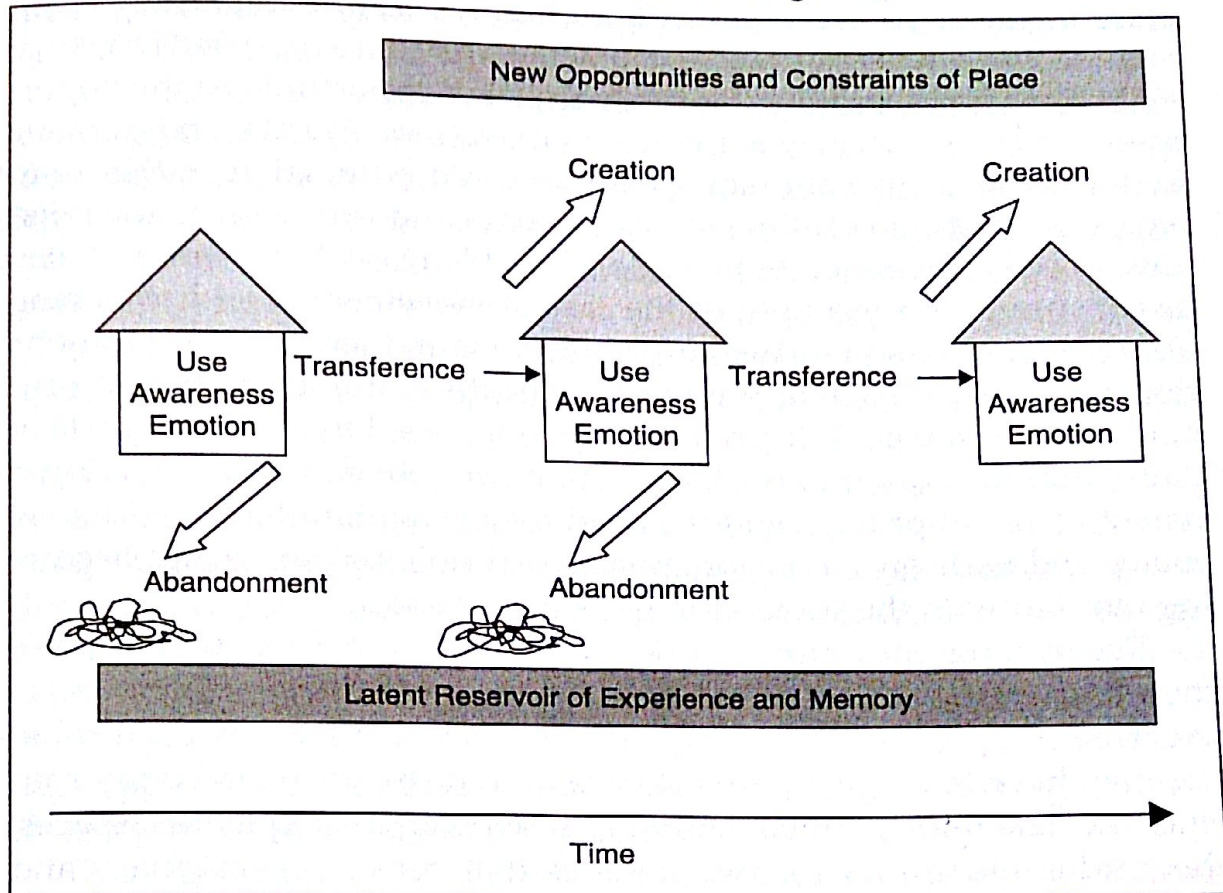 New Opportunities and Constraints of Place
Creation
Creation
Use
Awareness
Emotion
Transference
Use
Awareness
Emotion
Transference
Use
Awareness
Emotion
Abandonment
Abandonment
Latent Reservoir of Experience and Memory
Time